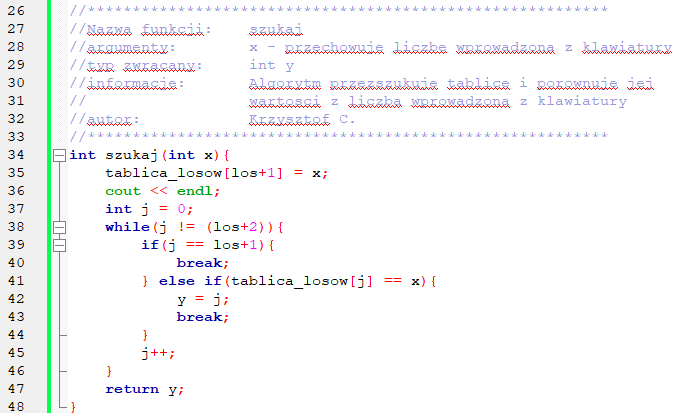 26 //**********************************************************
27 //Nazwa funkcji: szukaj
28 //argumenty: x - przechowuje liczbe wprowadzona z klawiatury
29 //typ zwracany: int y
30 //informacje: Algorytm przezszukuje tablice i porownuje jej
31 // wartosci z liczba wprowadzona z klawiatury
32 //autor: Krzysztof C.
33 //**********************************************************
34 int szukaj(int x){
35 tablica_losow[los+1] = x;
36 cout << endl;
37 int j = 0;
38 while(j != (los+2)){
39 if(j == los+1){
40 break;
41 } else if(tablica_losow[j] == x){
42 y = j;
43 break;
44 }
45 j++;
46 }
47 return y;
48 }